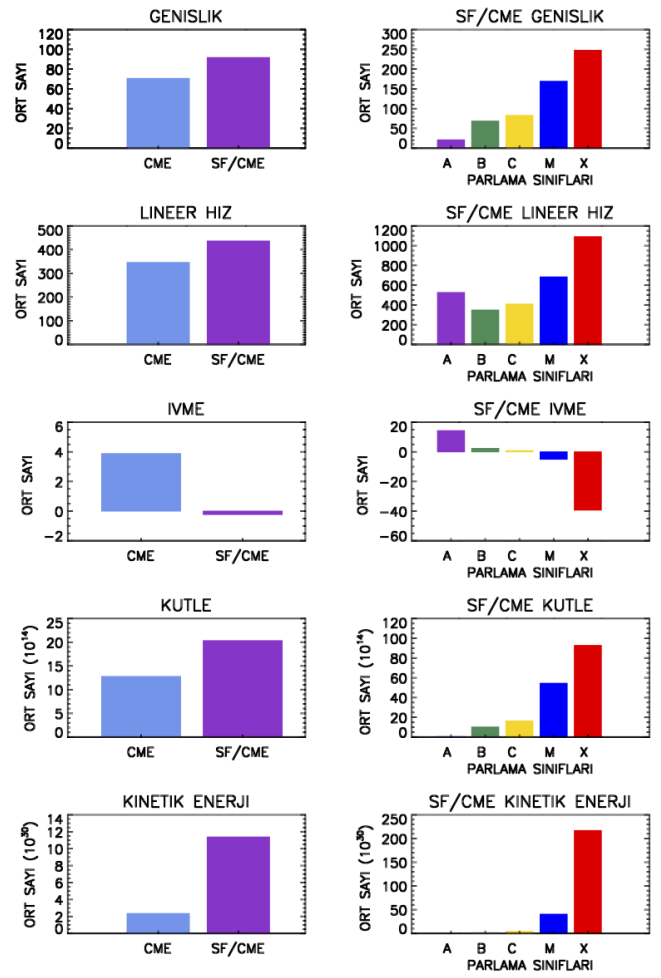 GENISLIK
120
100
80
60
40
20
0
ORT SAYI
CME
SF/CME
SF/CME GENISLIK
300
250
200
150
100
50
0
ORT SAYI
A B C M X
PARLAMA SINIFLARI
LINEER HIZ
500
400
300
200
100
0
ORT SAYI
CME
SF/CME
SF/CME LINEER HIZ
1200
1000
800
600
400
200
0
ORT SAYI
A B C M X
PARLAMA SINIFLARI
IVME
6
4
2
0
−2
ORT SAYI
CME
SF/CME
SF/CME IVME
20
0
−20
−40
−60
ORT SAYI
A B C M X
PARLAMA SINIFLARI
KUTLE
25
20
15
10
5
0
ORT SAYI (10¹⁴)
CME
SF/CME
SF/CME KUTLE
120
100
80
60
40
20
0
ORT SAYI (10¹⁴)
A B C M X
PARLAMA SINIFLARI
KINETIK ENERJI
14
12
10
8
6
4
2
0
ORT SAYI (10³⁰)
CME
SF/CME
SF/CME KINETIK ENERJI
250
200
150
100
50
0
ORT SAYI (10³⁰)
A B C M X
PARLAMA SINIFLARI